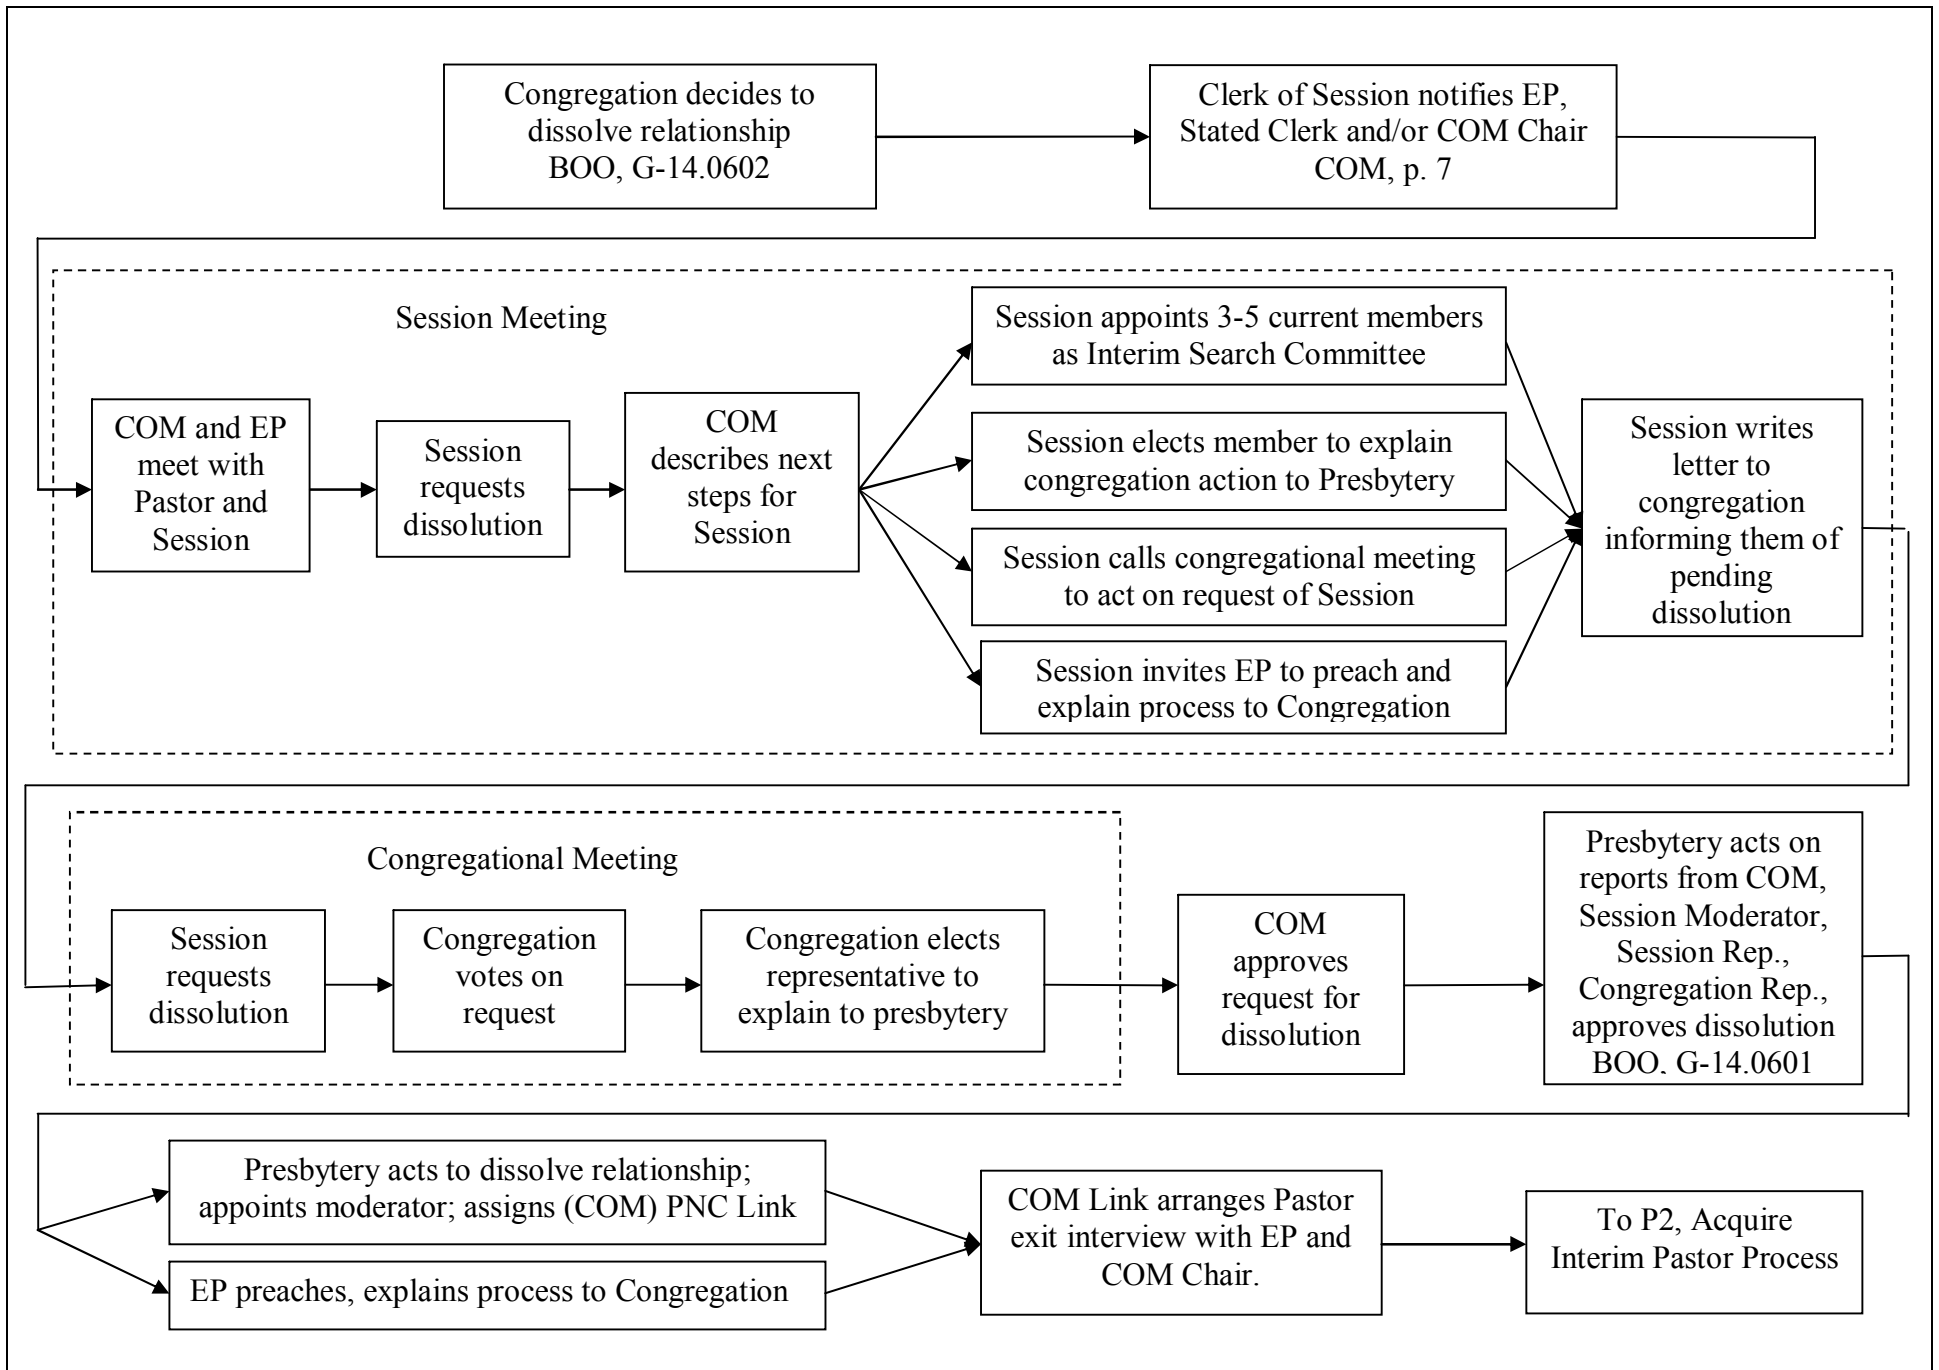 Congregation decides to
dissolve relationship
BOO, G-14.0602
Clerk of Session notifies EP,
Stated Clerk and/or COM Chair
COM, p. 7
Session Meeting
COM and EP
meet with
Pastor and
Session
Session
requests
dissolution
COM
describes next
steps for
Session
Session appoints 3-5 current members
as Interim Search Committee
Session elects member to explain
congregation action to Presbytery
Session calls congregational meeting
to act on request of Session
Session invites EP to preach and
explain process to Congregation
Session writes
letter to
congregation
informing them of
pending
dissolution
Congregational Meeting
Session
requests
dissolution
Congregation
votes on
request
Congregation elects
representative to
explain to presbytery
COM
approves
request for
dissolution
Presbytery acts on
reports from COM,
Session Moderator,
Session Rep.,
Congregation Rep.,
approves dissolution
BOO, G-14.0601
Presbytery acts to dissolve relationship;
appoints moderator; assigns (COM) PNC Link
EP preaches, explains process to Congregation
COM Link arranges Pastor
exit interview with EP and
COM Chair.
To P2, Acquire
Interim Pastor Process